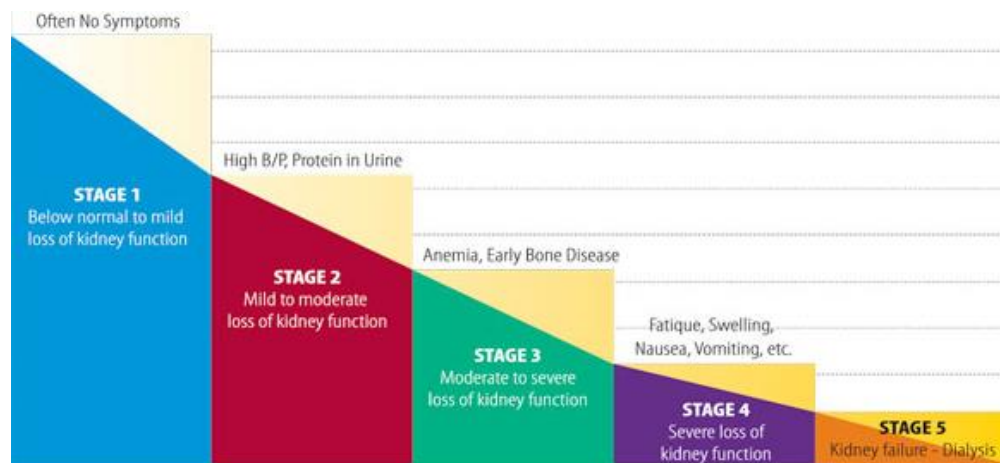 Often No Symptoms
STAGE 1
Below normal to mild
loss of kidney function
High B/P, Protein in Urine
STAGE 2
Mild to moderate
loss of kidney function
Anemia, Early Bone Disease
STAGE 3
Moderate to severe
loss of kidney function
Fatique, Swelling,
Nausea, Vomiting, etc.
STAGE 4
Severe loss of
kidney function
STAGE 5
Kidney failure - Dialysis